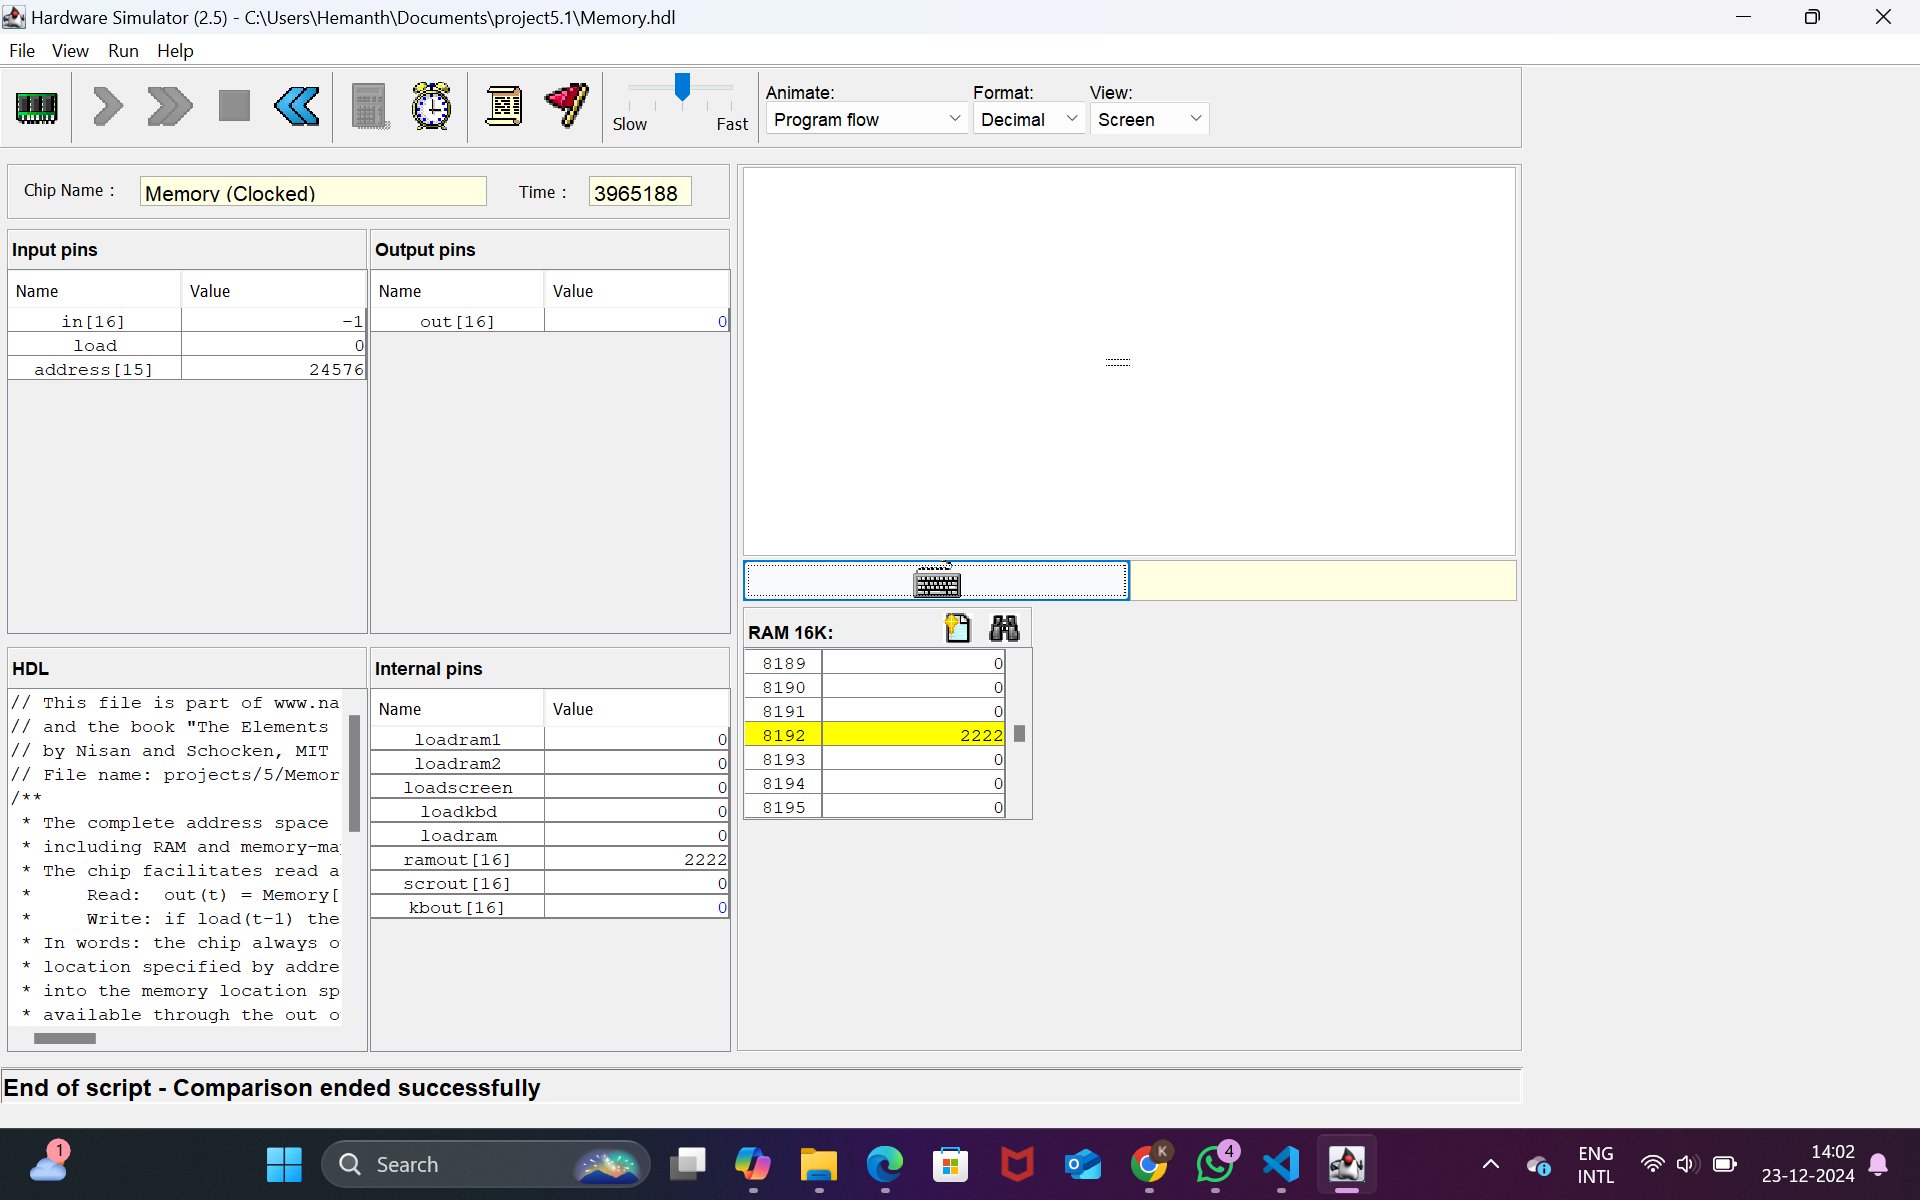 Hardware Simulator (2.5) - C:\Users\Hemanth\Documents\project5.1\Memory.hdl
File View Run Help
Slow Fast
Animate: Format: View:
Program flow Decimal Screen
Chip Name : Memory (Clocked) Time : 3965188
Input pins
Name Value
in[16] -1
load 0
address[15] 24576
Output pins
Name Value
out[16] 0
HDL
// This file is part of www.na
// and the book "The Elements
// by Nisan and Schocken, MIT
// File name: projects/5/Memor
/**
* The complete address space
* including RAM and memory-ma
* The chip facilitates read a
* Read: out(t) = Memory[
* Write: if load(t-1) the
* In words: the chip always o
* location specified by addre
* into the memory location sp
* available through the out o
Internal pins
Name Value
loadram1 0
loadram2 0
loadscreen 0
loadkbd 0
loadram 0
ramout[16] 2222
scrout[16] 0
kbout[16] 0
RAM 16K:
8189 0
8190 0
8191 0
8192 2222
8193 0
8194 0
8195 0
End of script - Comparison ended successfully
1
Search
K
4
ENG
INTL
14:02
23-12-2024